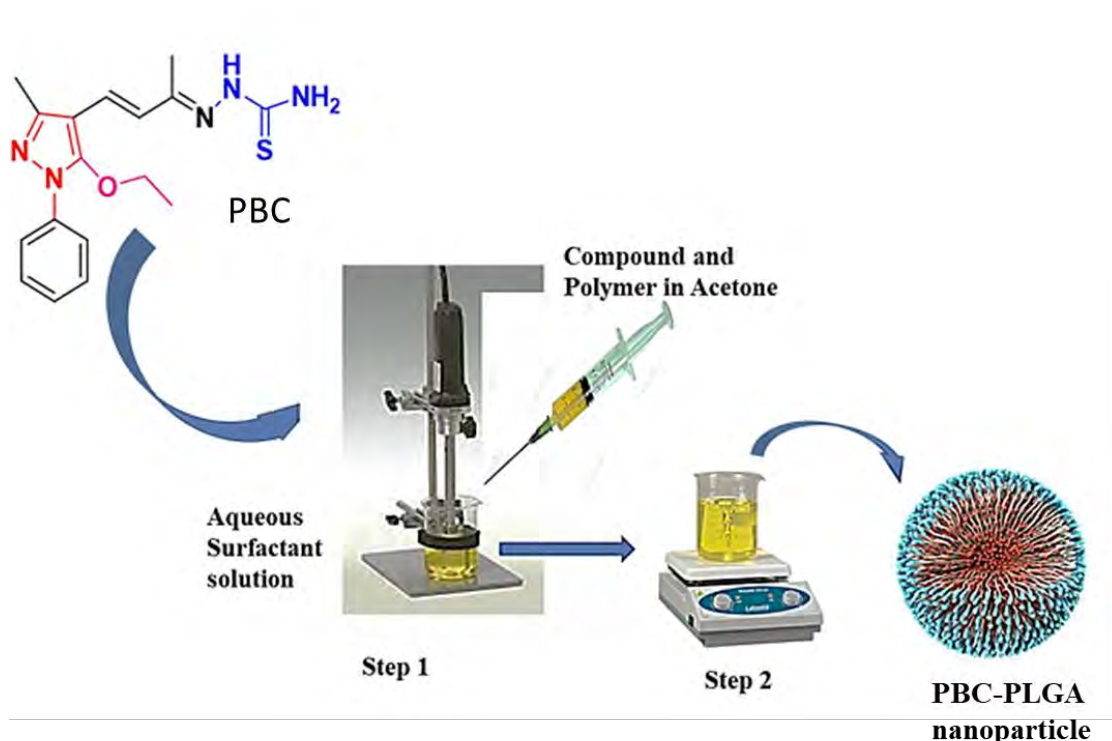 H
N
NH2
N
S
N
N
O
PBC
Compound and
Polymer in Acetone
Aqueous
Surfactant
solution
Step 1
Step 2
PBC-PLGA
nanoparticle